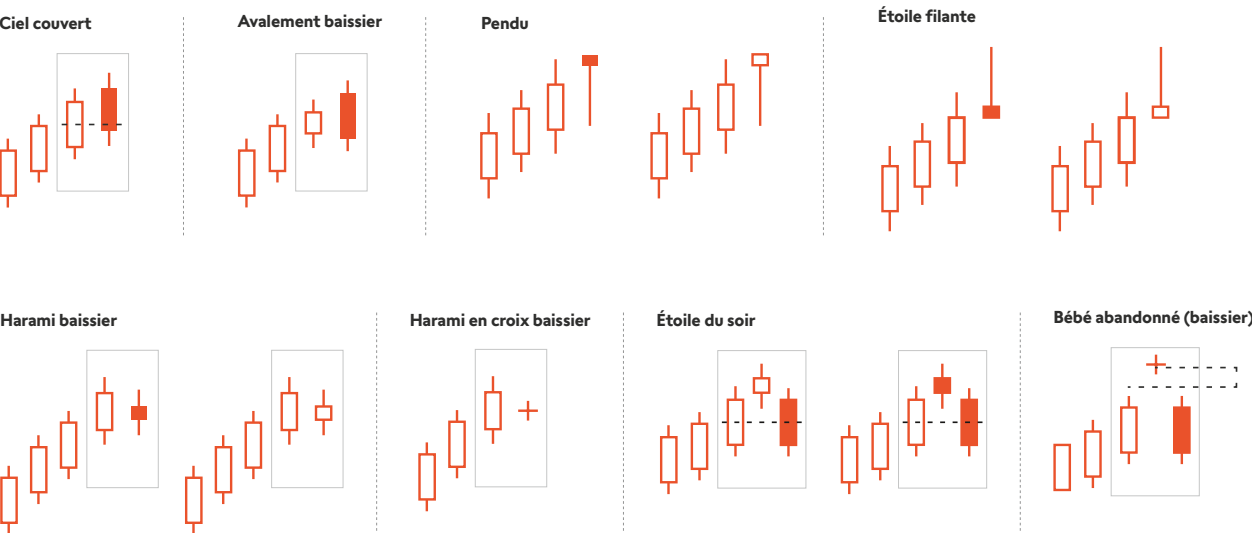 Ciel couvert
Avalement baissier
Pendu
Étoile filante
Harami baissier
Harami en croix baissier
Étoile du soir
Bébé abandonné (baissier)